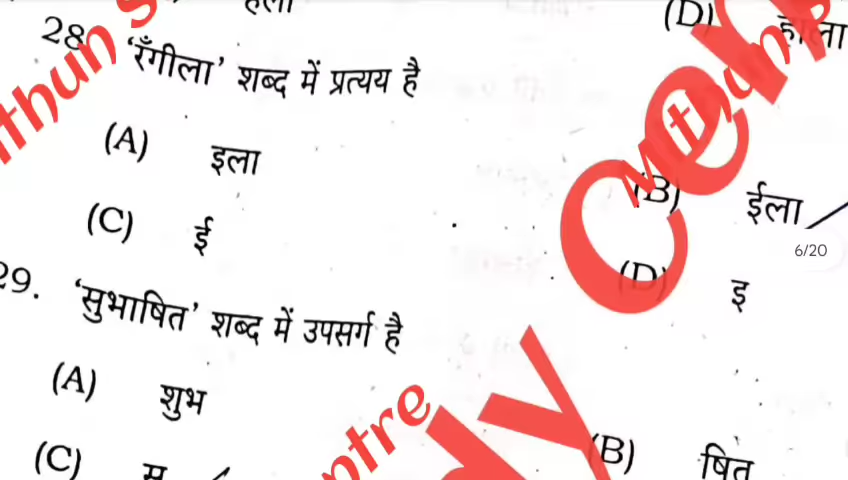 (D) हीला
28. 'रँगीला' शब्द में प्रत्यय है
(A) इला
(B) ईला
(C) ई
6/20
(D) इ
29. 'सुभाषित' शब्द में उपसर्ग है
(A) शुभ
(B) षित
(C)